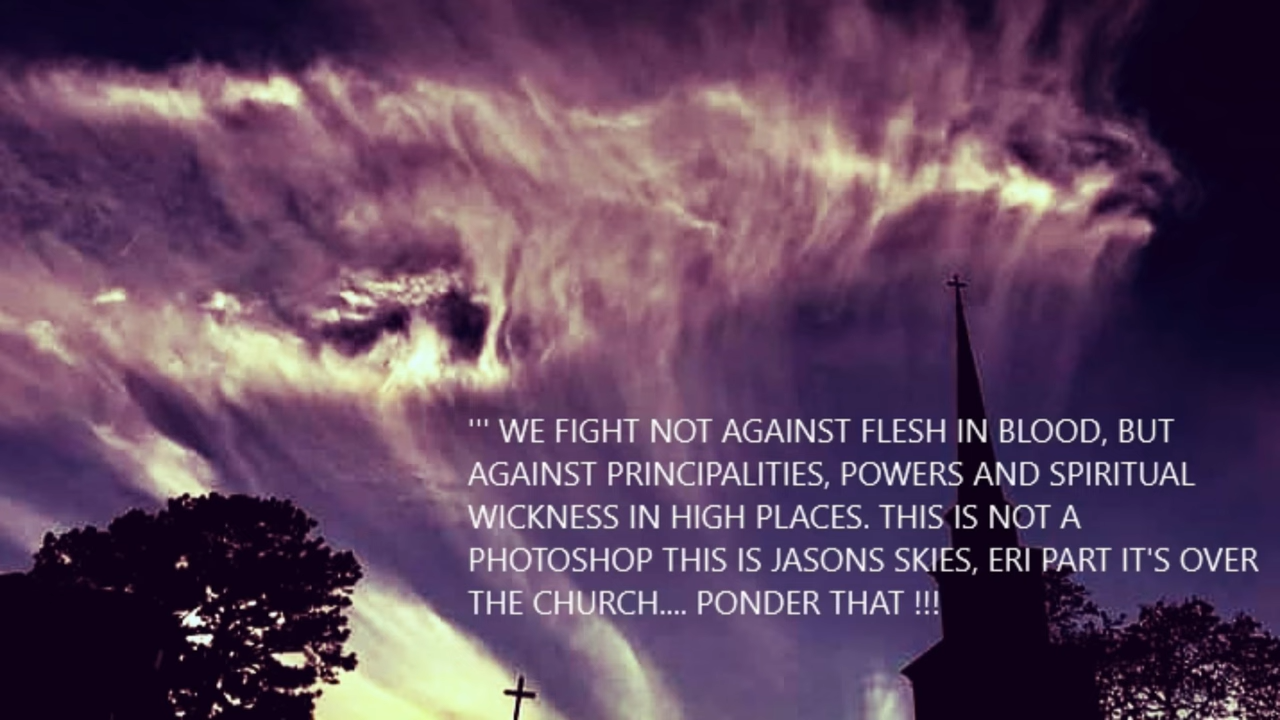 ''' WE FIGHT NOT AGAINST FLESH IN BLOOD, BUT
AGAINST PRINCIPALITIES, POWERS AND SPIRITUAL
WICKNESS IN HIGH PLACES. THIS IS NOT A
PHOTOSHOP THIS IS JASONS SKIES, ERI PART IT'S OVER
THE CHURCH.... PONDER THAT !!!